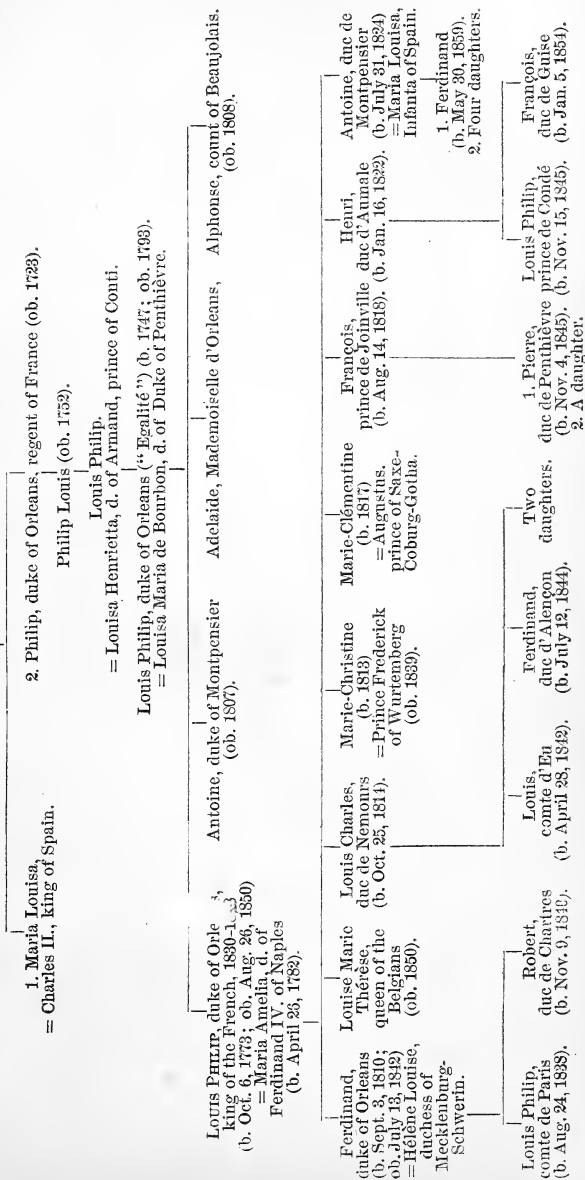 1. Maria Louisa,
= Charles II., king of Spain.
2. Philip, duke of Orleans, regent of France (ob. 1723).
Philip Louis (ob. 1752).
Louis Philip.
= Louisa Henrietta, d. of Armand, prince of Conti.
Louis Philip, duke of Orleans (“Egalité”) (b. 1747; ob. 1793)
= Louisa Maria de Bourbon, d. of Duke of Penthièvre.
LOUIS PHILIP, duke of
king of the French,
(b. Oct. 6, 1773; ob. Aug. 26, 1850)
= Maria Amelia, d. of
Ferdinand IV. of Naples
(b. April 26, 1782).
Antoine, duke of Montpensier
(ob. 1807).
Adelaide, Mademoiselle d'Orleans,
Alphonse, count of Beaujolais.
(ob. 1808).
Ferdinand,
duke of Orleans
(b. Sept. 3, 1810;
ob. July 13, 1842)
=Hélène Louise,
duchess of
Mecklenburg-
Schwerin.
Louise Marie
Thérèse,
queen of the
Belgians
(ob. 1850).
Louis Charles,
duc de Nemours
(b. Oct. 25, 1814).
Marie-Christine
(b. 1813)
=Prince Frederick
of Wurtemberg
(ob. 1839).
Marie-Clémentine
(b. 1817)
=Augustus.
prince of Saxe-
Coburg-Gotha.
François,
prince de Joinville
(b. Aug. 14, 1818).
Henri,
duc d'Aumale
(b. Jan. 16, 1822).
Antoine, duc de
Montpensier
(b. July 31, 1824)
=Maria Louisa,
Infanta of Spain.
Louis Philip,
comte de Paris
(b. Aug. 24, 1838).
Robert,
duc de Chartres
(b. Nov. 9, 1840).
Louis,
comte d'Eu
(b. April 28, 1842).
Ferdinand,
duc d'Alençon
(b. July 12, 1844).
Two
daughters.
1. Pierre,
duc de Penthièvre
(b. Nov. 4, 1845).
2. A daughter.
Louis Philip,
prince de Condé
(b. Nov. 15, 1845).
François,
duc de Guise
(b. Jan. 5, 1854).
1. Ferdinand
(b. May 30, 1859).
2. Four daughters.